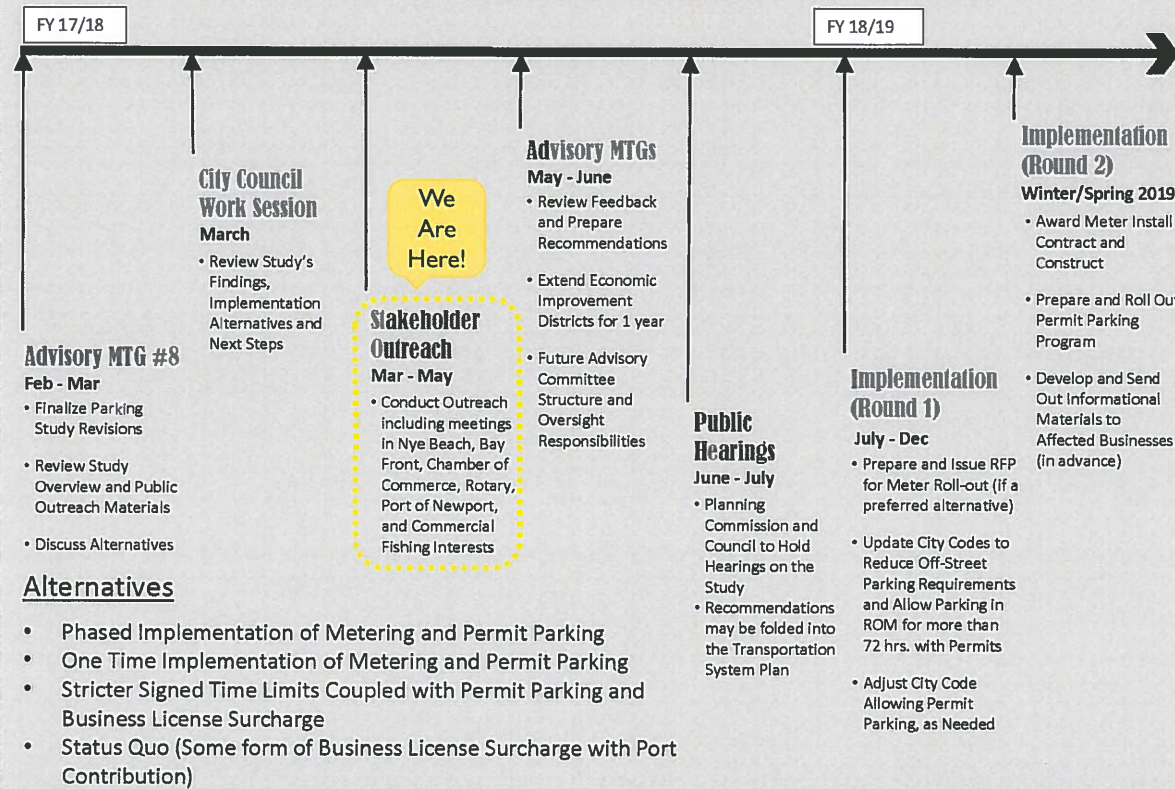 FY 17/18
FY 18/19
Advisory MTG #8
Feb - Mar
• Finalize Parking
Study Revisions
• Review Study
Overview and Public
Outreach Materials
• Discuss Alternatives
City Council
Work Session
March
• Review Study's
Findings,
Implementation
Alternatives and
Next Steps
We
Are
Here!
Stakeholder
Outreach
Mar - May
• Conduct Outreach
including meetings
in Nye Beach, Bay
Front, Chamber of
Commerce, Rotary,
Port of Newport,
and Commercial
Fishing Interests
Advisory MTGs
May - June
• Review Feedback
and Prepare
Recommendations
• Extend Economic
Improvement
Districts for 1 year
• Future Advisory
Committee
Structure and
Oversight
Responsibilities
Public
Hearings
June - July
• Planning
Commission and
Council to Hold
Hearings on the
Study
• Recommendations
may be folded into
the Transportation
System Plan
Implementation
(Round 1)
July - Dec
• Prepare and Issue RFP
for Meter Roll-out (if a
preferred alternative)
• Update City Codes to
Reduce Off-Street
Parking Requirements
and Allow Parking in
ROM for more than
72 hrs. with Permits
• Adjust City Code
Allowing Permit
Parking, as Needed
Implementation
(Round 2)
Winter/Spring 2019
• Award Meter Install
Contract and
Construct
• Prepare and Roll Out
Permit Parking
Program
• Develop and Send
Out Informational
Materials to
Affected Businesses
(in advance)
Alternatives
• Phased Implementation of Metering and Permit Parking
• One Time Implementation of Metering and Permit Parking
• Stricter Signed Time Limits Coupled with Permit Parking and
Business License Surcharge
• Status Quo (Some form of Business License Surcharge with Port
Contribution)